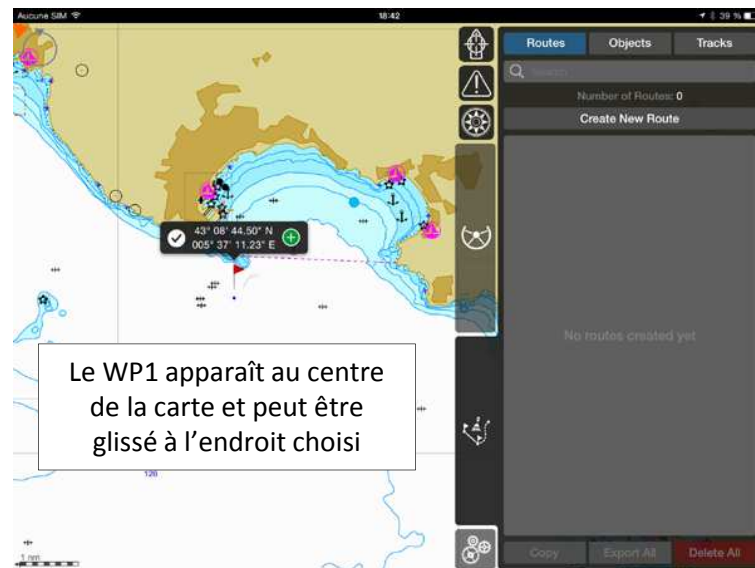 Aucune SIM
18:42
39 %
Routes
Objects
Tracks
Search
Number of Routes: 0
Create New Route
43° 08' 44.50" N
005° 37' 11.23" E
No routes created yet
Le WP1 apparaît au centre
de la carte et peut être
glissé à l'endroit choisi
128
1 nm
Copy
Export All
Delete All